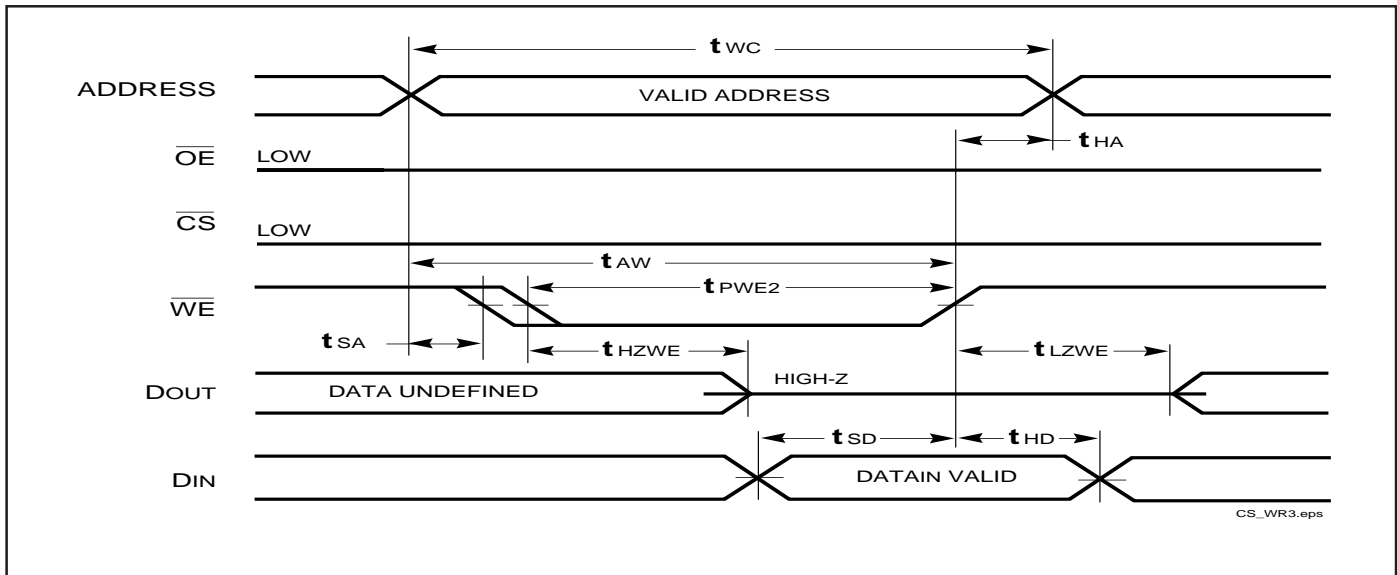 t WC
ADDRESS
VALID ADDRESS
t HA
OE
LOW
CS
LOW
t AW
t PWE2
WE
t SA
t HZWE
t LZWE
HIGH-Z
DOUT
DATA UNDEFINED
t SD
t HD
DIN
DATAIN VALID
CS_WR3.eps